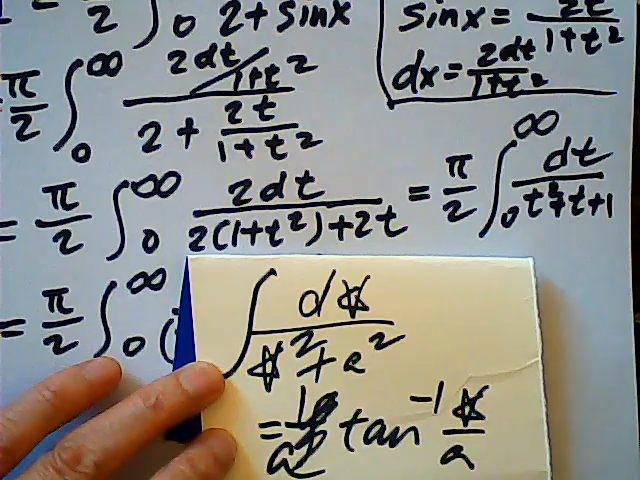 π/2 ∫₀ 2+sinx
sinx = 2t/(1+t²)
dx = 2dt/(1+t²)
π/2 ∫₀^∞ (2dt/(1+t²))/(2 + 2t/(1+t²))
= π/2 ∫₀^∞ 2dt/(2(1+t²)+2t) = π/2 ∫₀^∞ dt/(t²+t+1)
= π/2 ∫₀^∞ (
∫ d☆/(☆²+a²)
= 1/a tan⁻¹ ☆/a